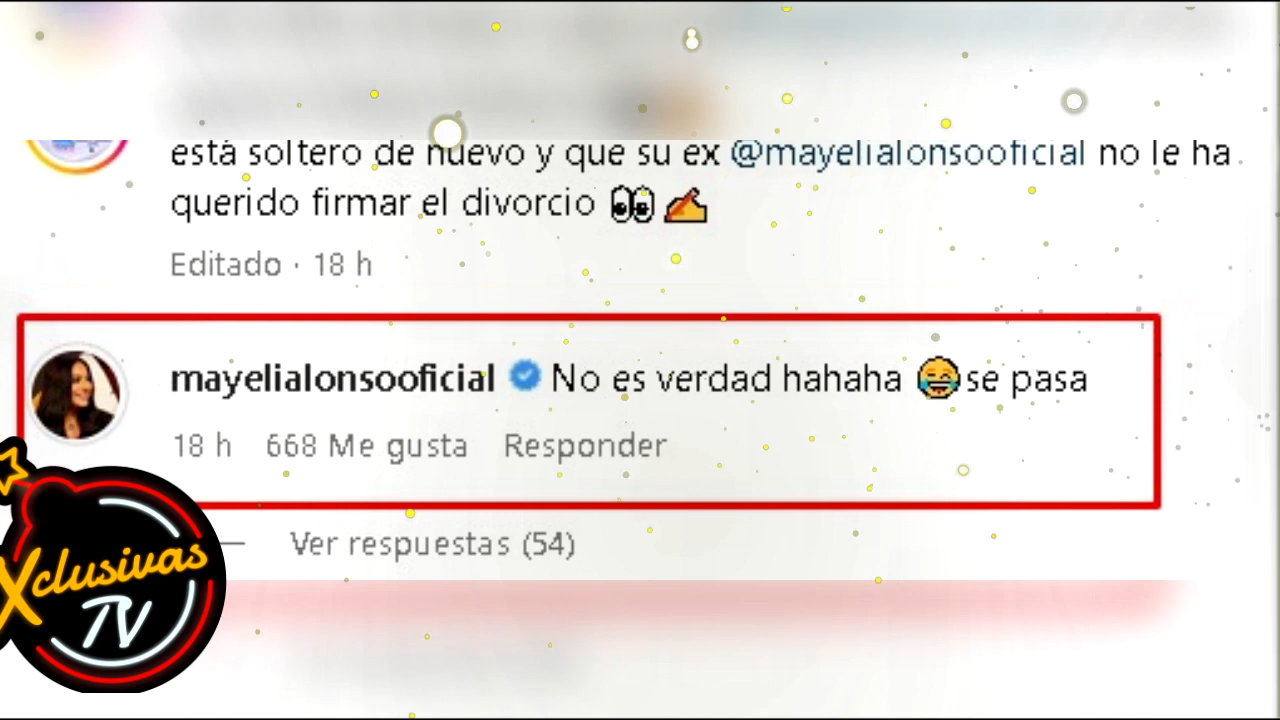 está soltero de nuevo y que su ex @mayelialonsooficial no le ha
querido firmar el divorcio 👀 ✍️
Editado · 18 h
mayelialonsooficial No es verdad hahaha 😂 se pasa
18 h 668 Me gusta Responder
Ver respuestas (54)
Xclusivas
TV